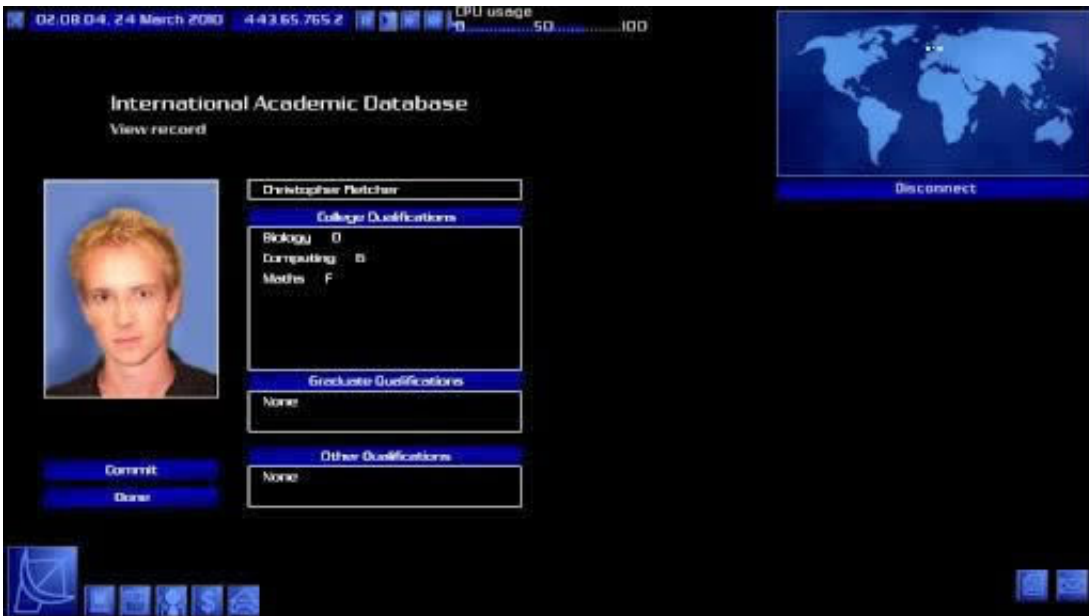 02.08.04, 24 March 2010
443.65.765.2
CPU usage
0 50 100
International Academic Database
View record
Christopher Fletcher
Disconnect
College Qualifications
Biology D
Computing
Maths F
Graduate Qualifications
None
Other Qualifications
None
Commit
Done